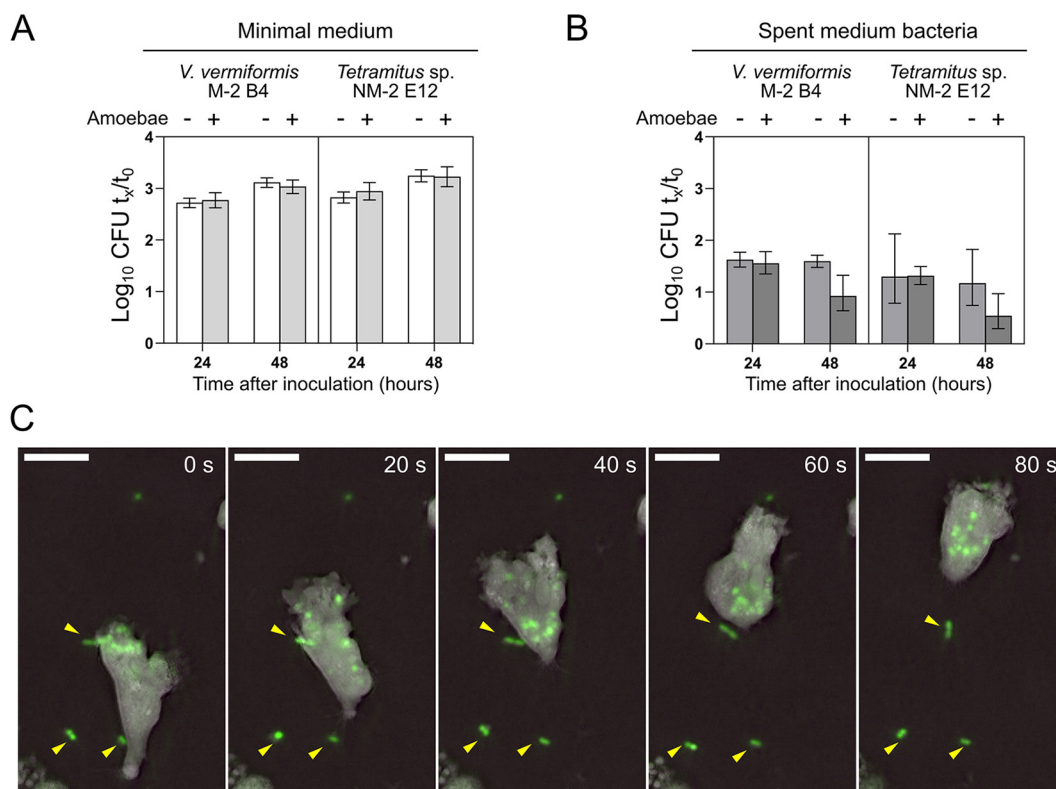 A
Minimal medium
V. vermiformis
M-2 B4
Tetramitus sp.
NM-2 E12
Amoebae - + - + - + - +
4
3
2
1
0
Log10 CFU tx/t0
24 48 24 48
Time after inoculation (hours)
B
Spent medium bacteria
V. vermiformis
M-2 B4
Tetramitus sp.
NM-2 E12
Amoebae - + - + - + - +
4
3
2
1
0
Log10 CFU tx/t0
24 48 24 48
Time after inoculation (hours)
C
0 s 20 s 40 s 60 s 80 s